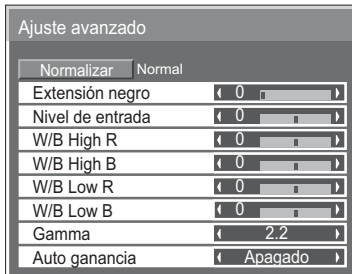 Ajuste avanzado
Normalizar Normal
Extensión negro 0
Nivel de entrada 0
W/B High R 0
W/B High B 0
W/B Low R 0
W/B Low B 0
Gamma 2.2
Auto ganancia Apagado